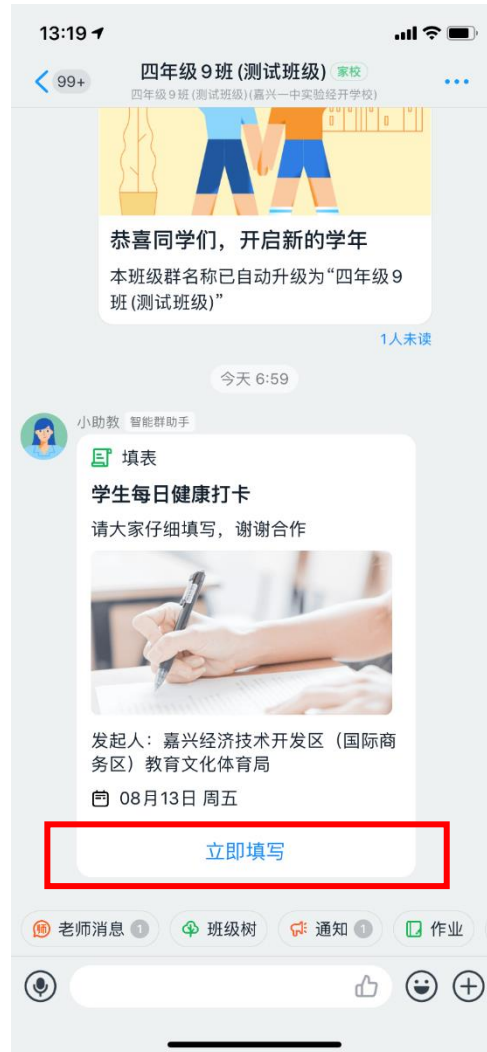 13:19
99+
四年级9班(测试班级) 家校
四年级9班(测试班级)(嘉兴一中实验经开学校)
恭喜同学们，开启新的学年
本班级群名称已自动升级为“四年级9
班(测试班级)”
1人未读
今天 6:59
小助教 智能群助手
填表
学生每日健康打卡
请大家仔细填写，谢谢合作
发起人：嘉兴经济技术开发区（国际商
务区）教育文化体育局
08月13日 周五
立即填写
师 老师消息 1 班级树 通知 1 作业